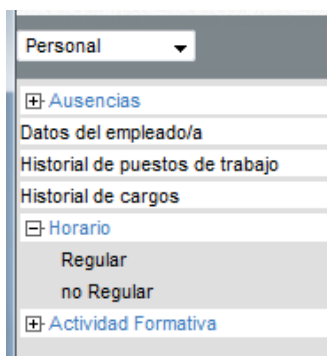 Personal
Ausencias
Datos del empleado/a
Historial de puestos de trabajo
Historial de cargos
Horario
Regular
no Regular
Actividad Formativa